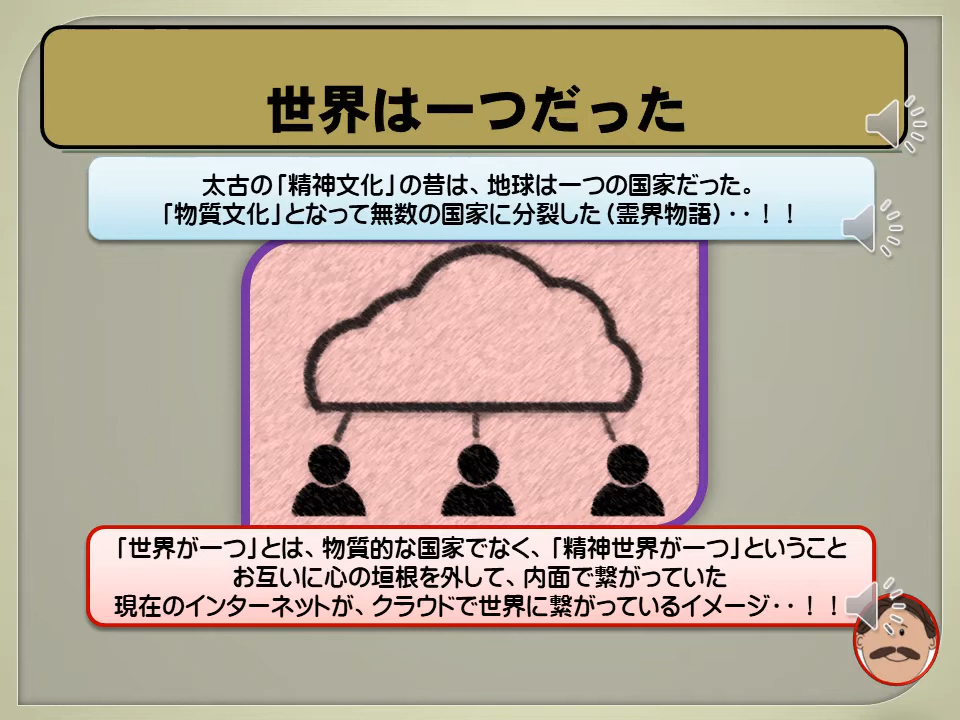 世界は一つだった
太古の「精神文化」の昔は、地球は一つの国家だった。
「物質文化」となって無数の国家に分裂した（霊界物語）・・！！
「世界が一つ」とは、物質的な国家でなく、「精神世界が一つ」ということ
お互いに心の垣根を外して、内面で繋がっていた
現在のインターネットが、クラウドで世界に繋がっているイメージ・・！！